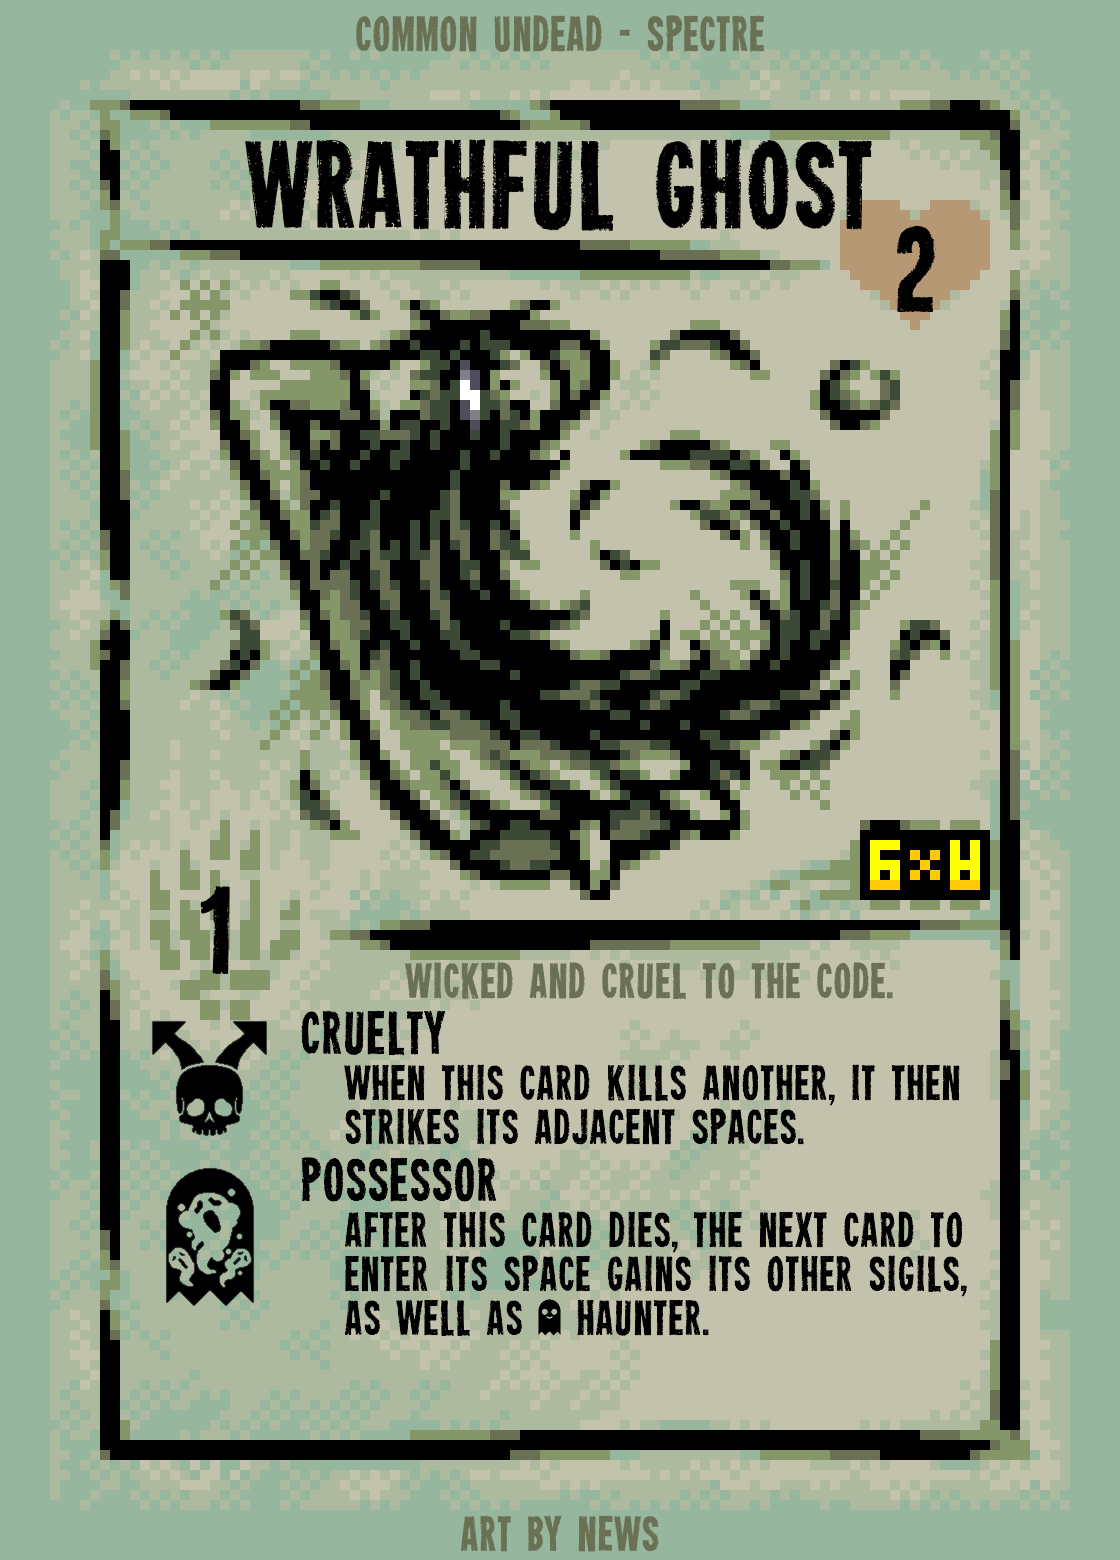 COMMON UNDEAD - SPECTRE
WRATHFUL GHOST
2
1
WICKED AND CRUEL TO THE CODE.
CRUELTY
WHEN THIS CARD KILLS ANOTHER, IT THEN
STRIKES ITS ADJACENT SPACES.
POSSESSOR
AFTER THIS CARD DIES, THE NEXT CARD TO
ENTER ITS SPACE GAINS ITS OTHER SIGILS,
AS WELL AS HAUNTER.
ART BY NEWS